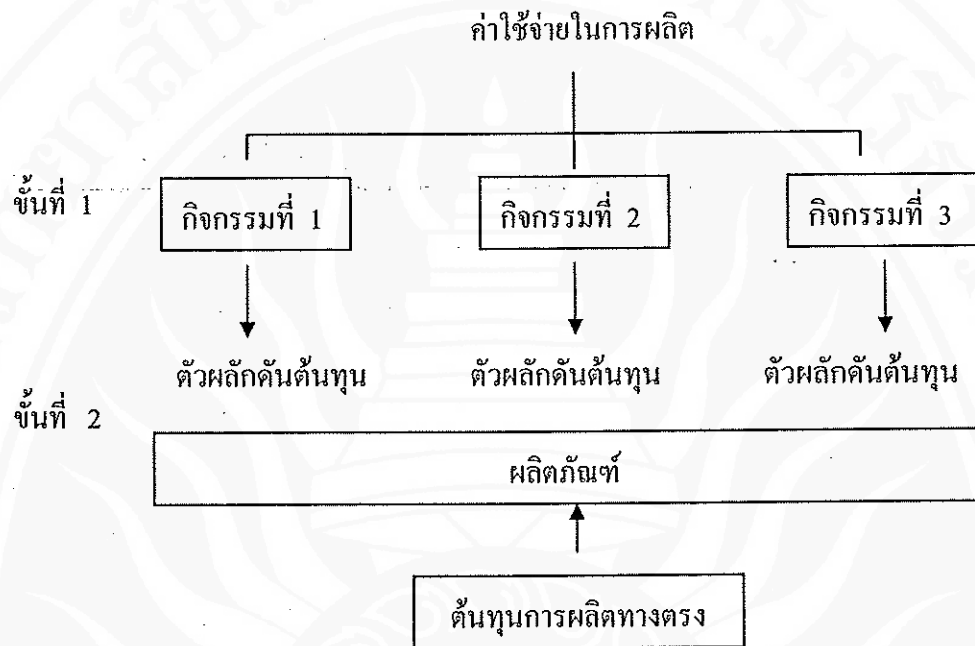 ค่าใช้จ่ายในการผลิต
ขั้นที่ 1
กิจกรรมที่ 1
กิจกรรมที่ 2
กิจกรรมที่ 3
ตัวผลักดันต้นทุน
ตัวผลักดันต้นทุน
ตัวผลักดันต้นทุน
ขั้นที่ 2
ผลิตภัณฑ์
ต้นทุนการผลิตทางตรง